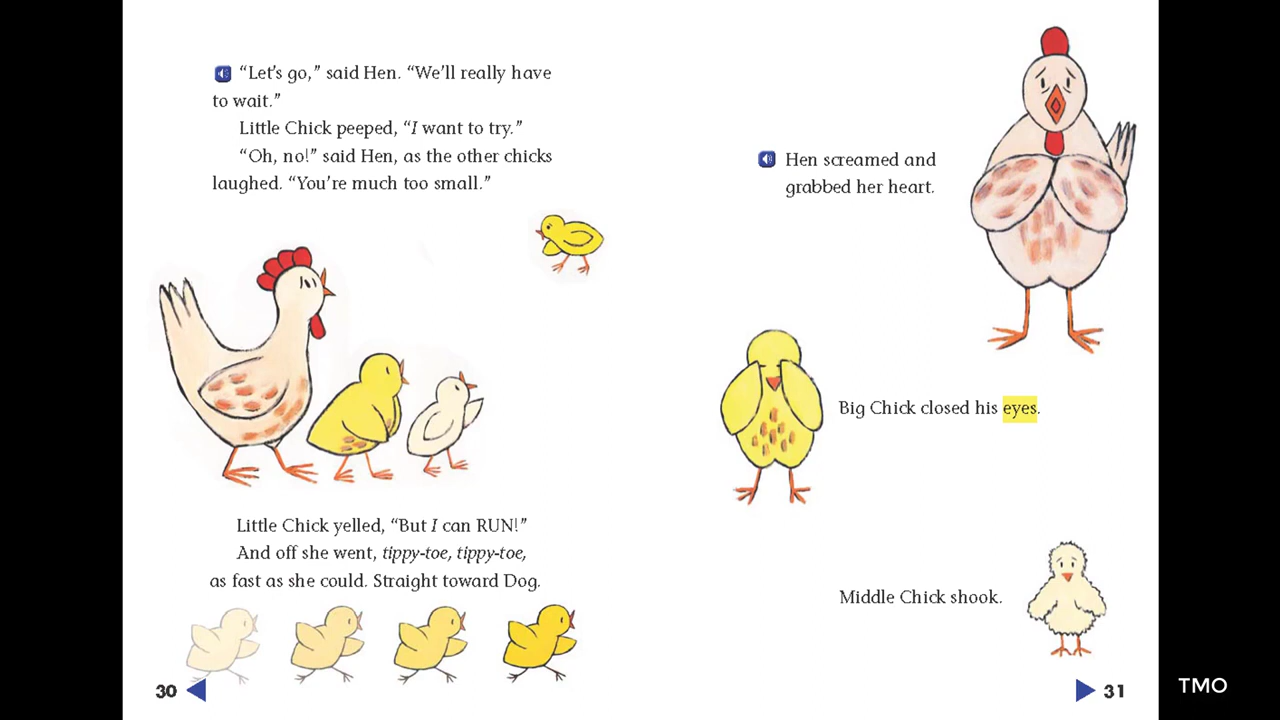 “Let’s go,” said Hen. “We’ll really have
to wait.”
Little Chick peeped, “I want to try.”
“Oh, no!” said Hen, as the other chicks
laughed. “You’re much too small.”
Little Chick yelled, “But I can RUN!”
And off she went, tippy-toe, tippy-toe,
as fast as she could. Straight toward Dog.
30
Hen screamed and
grabbed her heart.
Big Chick closed his eyes.
Middle Chick shook.
31
TMO